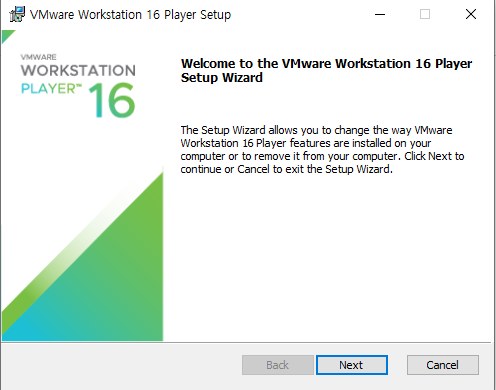 VMware Workstation 16 Player Setup
VMWARE
WORKSTATION
PLAYER™ 16
Welcome to the VMware Workstation 16 Player
Setup Wizard
The Setup Wizard allows you to change the way VMware
Workstation 16 Player features are installed on your
computer or to remove it from your computer. Click Next to
continue or Cancel to exit the Setup Wizard.
Back
Next
Cancel